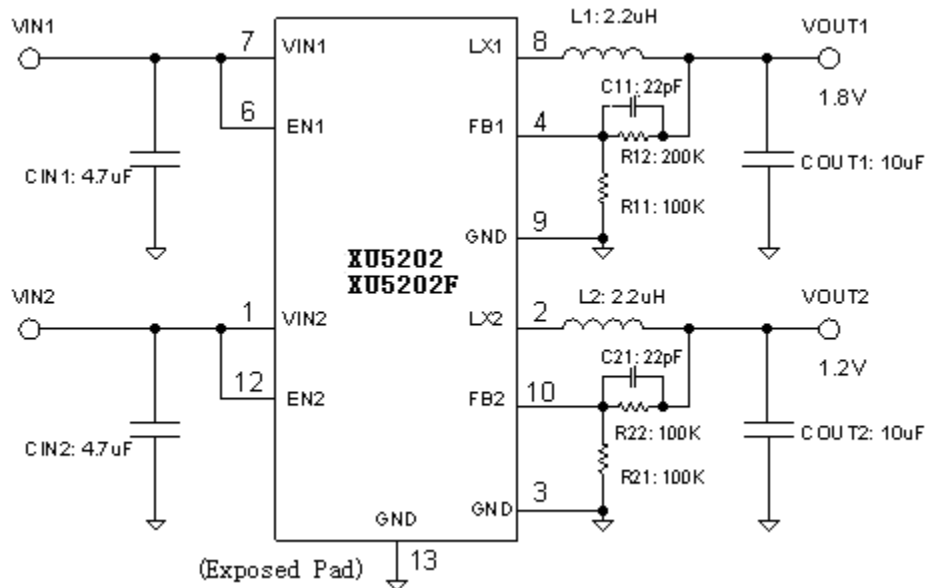 L1: 2.2uH
VIN1
VOUT1
7
VIN1
LX1
8
C11: 22pF
1.8V
6
EN1
FB1
4
R12: 200K
CIN1: 4.7uF
COUT1: 10uF
R11: 100K
GND
9
XU5202
XU5202F
VIN2
L2: 2.2uH
VOUT2
1
VIN2
LX2
2
C21: 22pF
1.2V
12
EN2
FB2
10
R22: 100K
CIN2: 4.7uF
COUT2: 10uF
R21: 100K
GND
3
GND
(Exposed Pad)
13